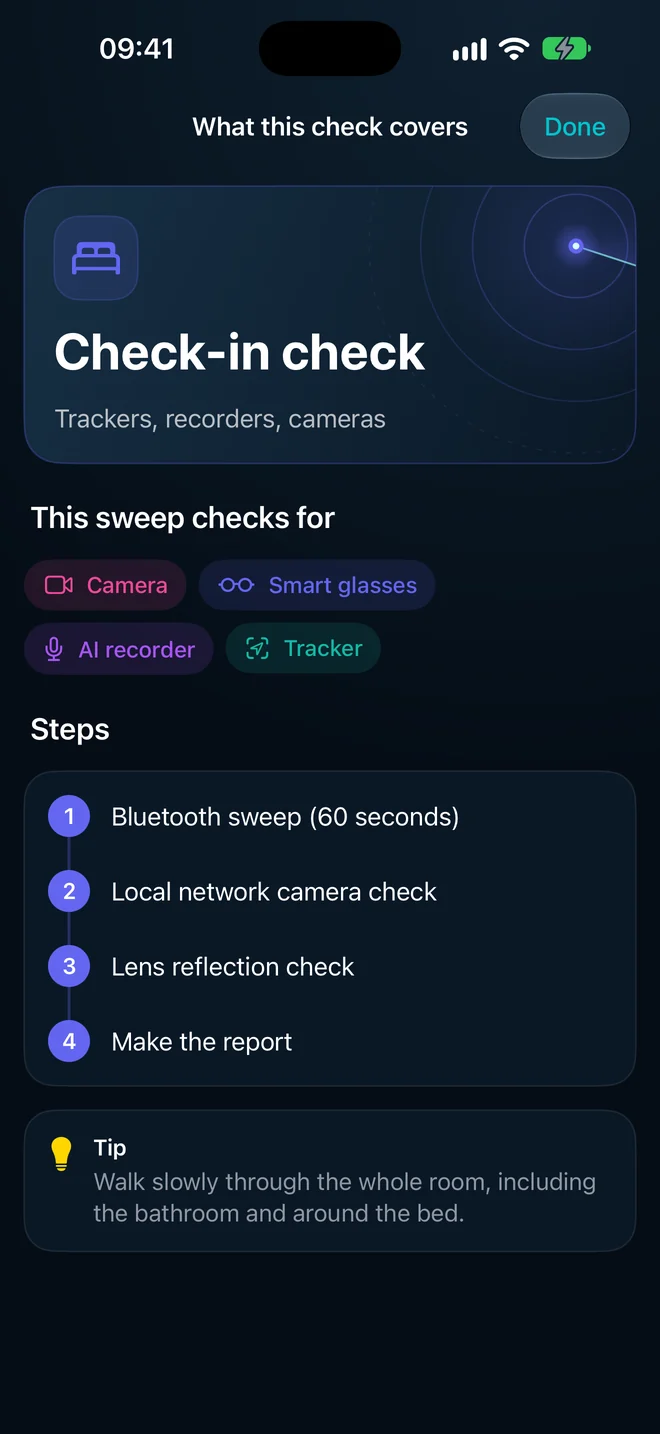 09:41
What this check covers
Done
Check-in check
Trackers, recorders, cameras
This sweep checks for
Camera
Smart glasses
AI recorder
Tracker
Steps
1 Bluetooth sweep (60 seconds)
2 Local network camera check
3 Lens reflection check
4 Make the report
Tip
Walk slowly through the whole room, including
the bathroom and around the bed.